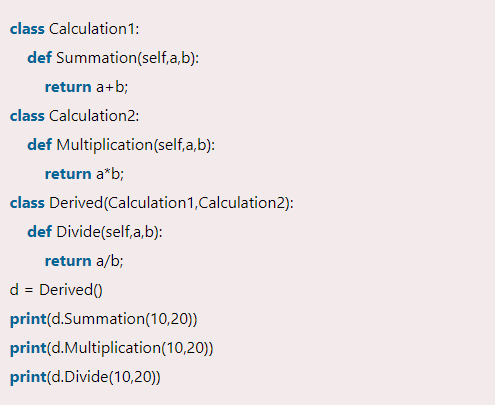 class Calculation1:
def Summation(self,a,b):
return a+b;
class Calculation2:
def Multiplication(self,a,b):
return a*b;
class Derived(Calculation1,Calculation2):
def Divide(self,a,b):
return a/b;
d = Derived()
print(d.Summation(10,20))
print(d.Multiplication(10,20))
print(d.Divide(10,20))